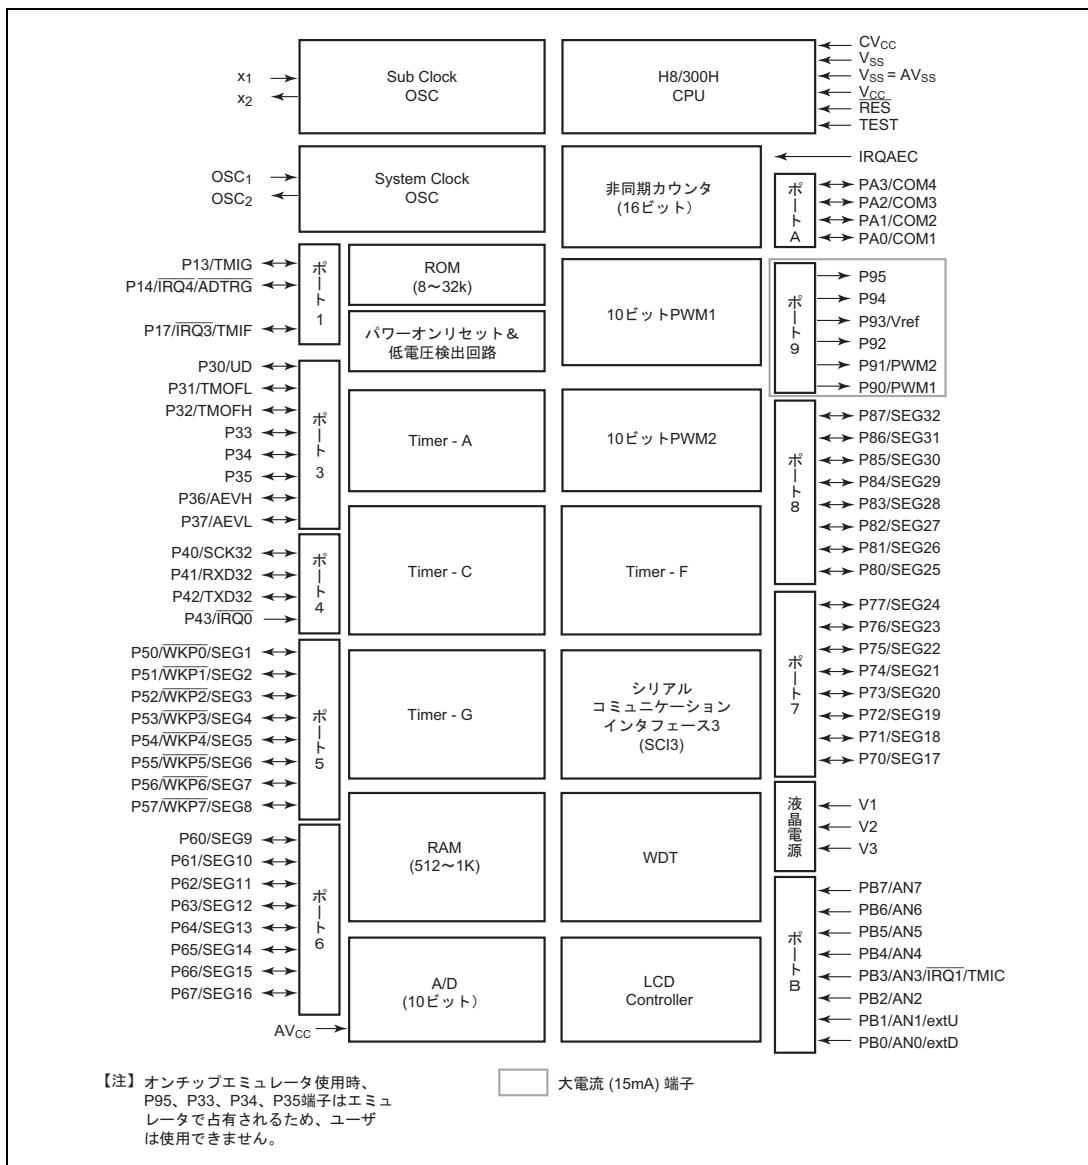 x1
x2
Sub Clock
OSC
H8/300H
CPU
CVCC
VSS
VSS = AVSS
VCC
RES
TEST
OSC1
OSC2
System Clock
OSC
非同期カウンタ
(16ビット)
IRQAEC
ポートA
PA3/COM4
PA2/COM3
PA1/COM2
PA0/COM1
P13/TMIG
P14/IRQ4/ADTRG
P17/IRQ3/TMIF
ポート1
ROM
(8〜32k)
パワーオンリセット&
低電圧検出回路
10ビットPWM1
ポート9
P95
P94
P93/Vref
P92
P91/PWM2
P90/PWM1
P30/UD
P31/TMOFL
P32/TMOFH
P33
P34
P35
P36/AEVH
P37/AEVL
ポート3
Timer - A
10ビットPWM2
ポート8
P87/SEG32
P86/SEG31
P85/SEG30
P84/SEG29
P83/SEG28
P82/SEG27
P81/SEG26
P80/SEG25
P40/SCK32
P41/RXD32
P42/TXD32
P43/IRQ0
ポート4
Timer - C
Timer - F
ポート7
P77/SEG24
P76/SEG23
P75/SEG22
P74/SEG21
P73/SEG20
P72/SEG19
P71/SEG18
P70/SEG17
P50/WKP0/SEG1
P51/WKP1/SEG2
P52/WKP2/SEG3
P53/WKP3/SEG4
P54/WKP4/SEG5
P55/WKP5/SEG6
P56/WKP6/SEG7
P57/WKP7/SEG8
ポート5
Timer - G
シリアル
コミュニケーション
インタフェース3
(SCI3)
液晶電源
V1
V2
V3
P60/SEG9
P61/SEG10
P62/SEG11
P63/SEG12
P64/SEG13
P65/SEG14
P66/SEG15
P67/SEG16
ポート6
RAM
(512〜1K)
WDT
ポートB
PB7/AN7
PB6/AN6
PB5/AN5
PB4/AN4
PB3/AN3/IRQ1/TMIC
PB2/AN2
PB1/AN1/extU
PB0/AN0/extD
AVCC
A/D
(10ビット)
LCD
Controller
【注】オンチップエミュレータ使用時、
P95、P33、P34、P35端子はエミュ
レータで占有されるため、ユーザ
は使用できません。
大電流 (15mA) 端子